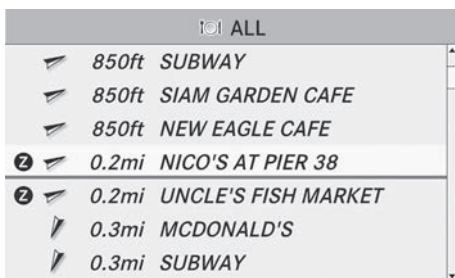 ALL
850ft SUBWAY
850ft SIAM GARDEN CAFE
850ft NEW EAGLE CAFE
Z 0.2mi NICO'S AT PIER 38
Z 0.2mi UNCLE'S FISH MARKET
0.3mi MCDONALD'S
0.3mi SUBWAY